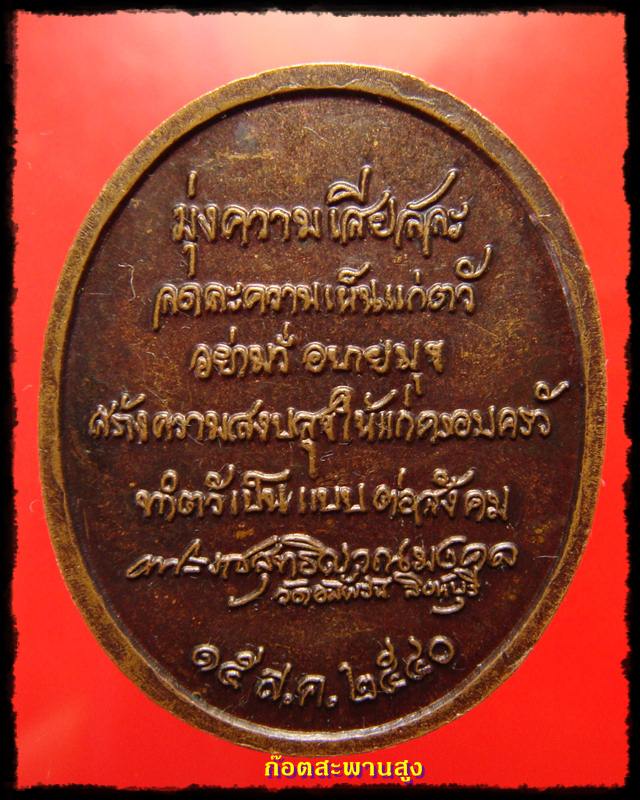 มุ่งความเสียสละ
ลดละความเห็นแก่ตัว
อย่ามัวอบายมุข
สร้างความสงบสุขให้แก่ครอบครัว
ทำตัวเป็นแบบต่อสังคม
พระราชสุทธิญาณมงคล
วัดอัมพวัน สิงห์บุรี
๑๕ ส.ค. ๒๕๔๐
ก๊อตสะพานสูง